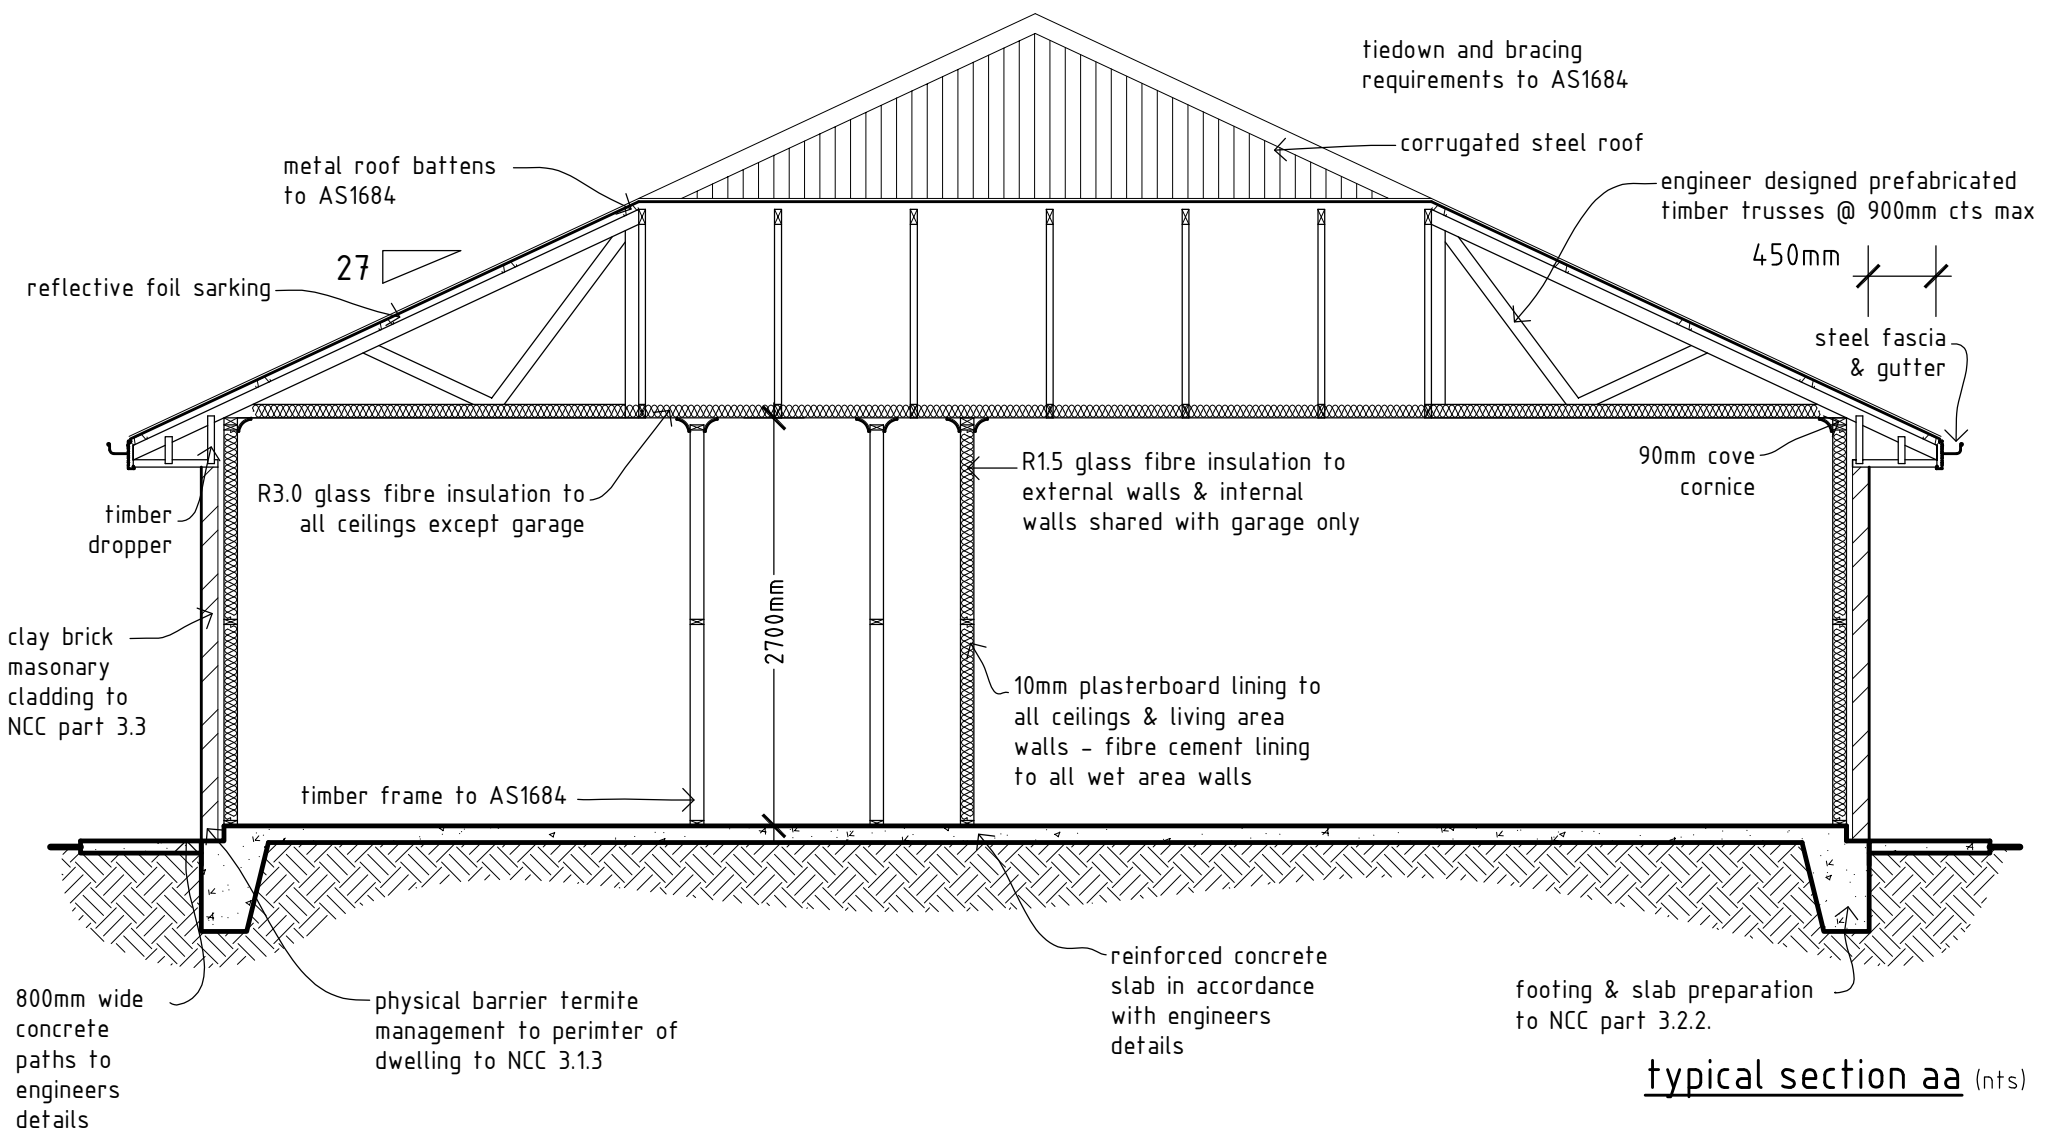 tiedown and bracing
requirements to AS1684
corrugated steel roof
metal roof battens
to AS1684
engineer designed prefabricated
timber trusses @ 900mm cts max
450mm
27
reflective foil sarking
steel fascia
& gutter
90mm cove
cornice
R1.5 glass fibre insulation to
external walls & internal
walls shared with garage only
R3.0 glass fibre insulation to
all ceilings except garage
timber
dropper
2700mm
clay brick
masonary
cladding to
NCC part 3.3
10mm plasterboard lining to
all ceilings & living area
walls - fibre cement lining
to all wet area walls
timber frame to AS1684
800mm wide
concrete
paths to
engineers
details
physical barrier termite
management to perimter of
dwelling to NCC 3.1.3
reinforced concrete
slab in accordance
with engineers
details
footing & slab preparation
to NCC part 3.2.2.
typical section aa (nts)